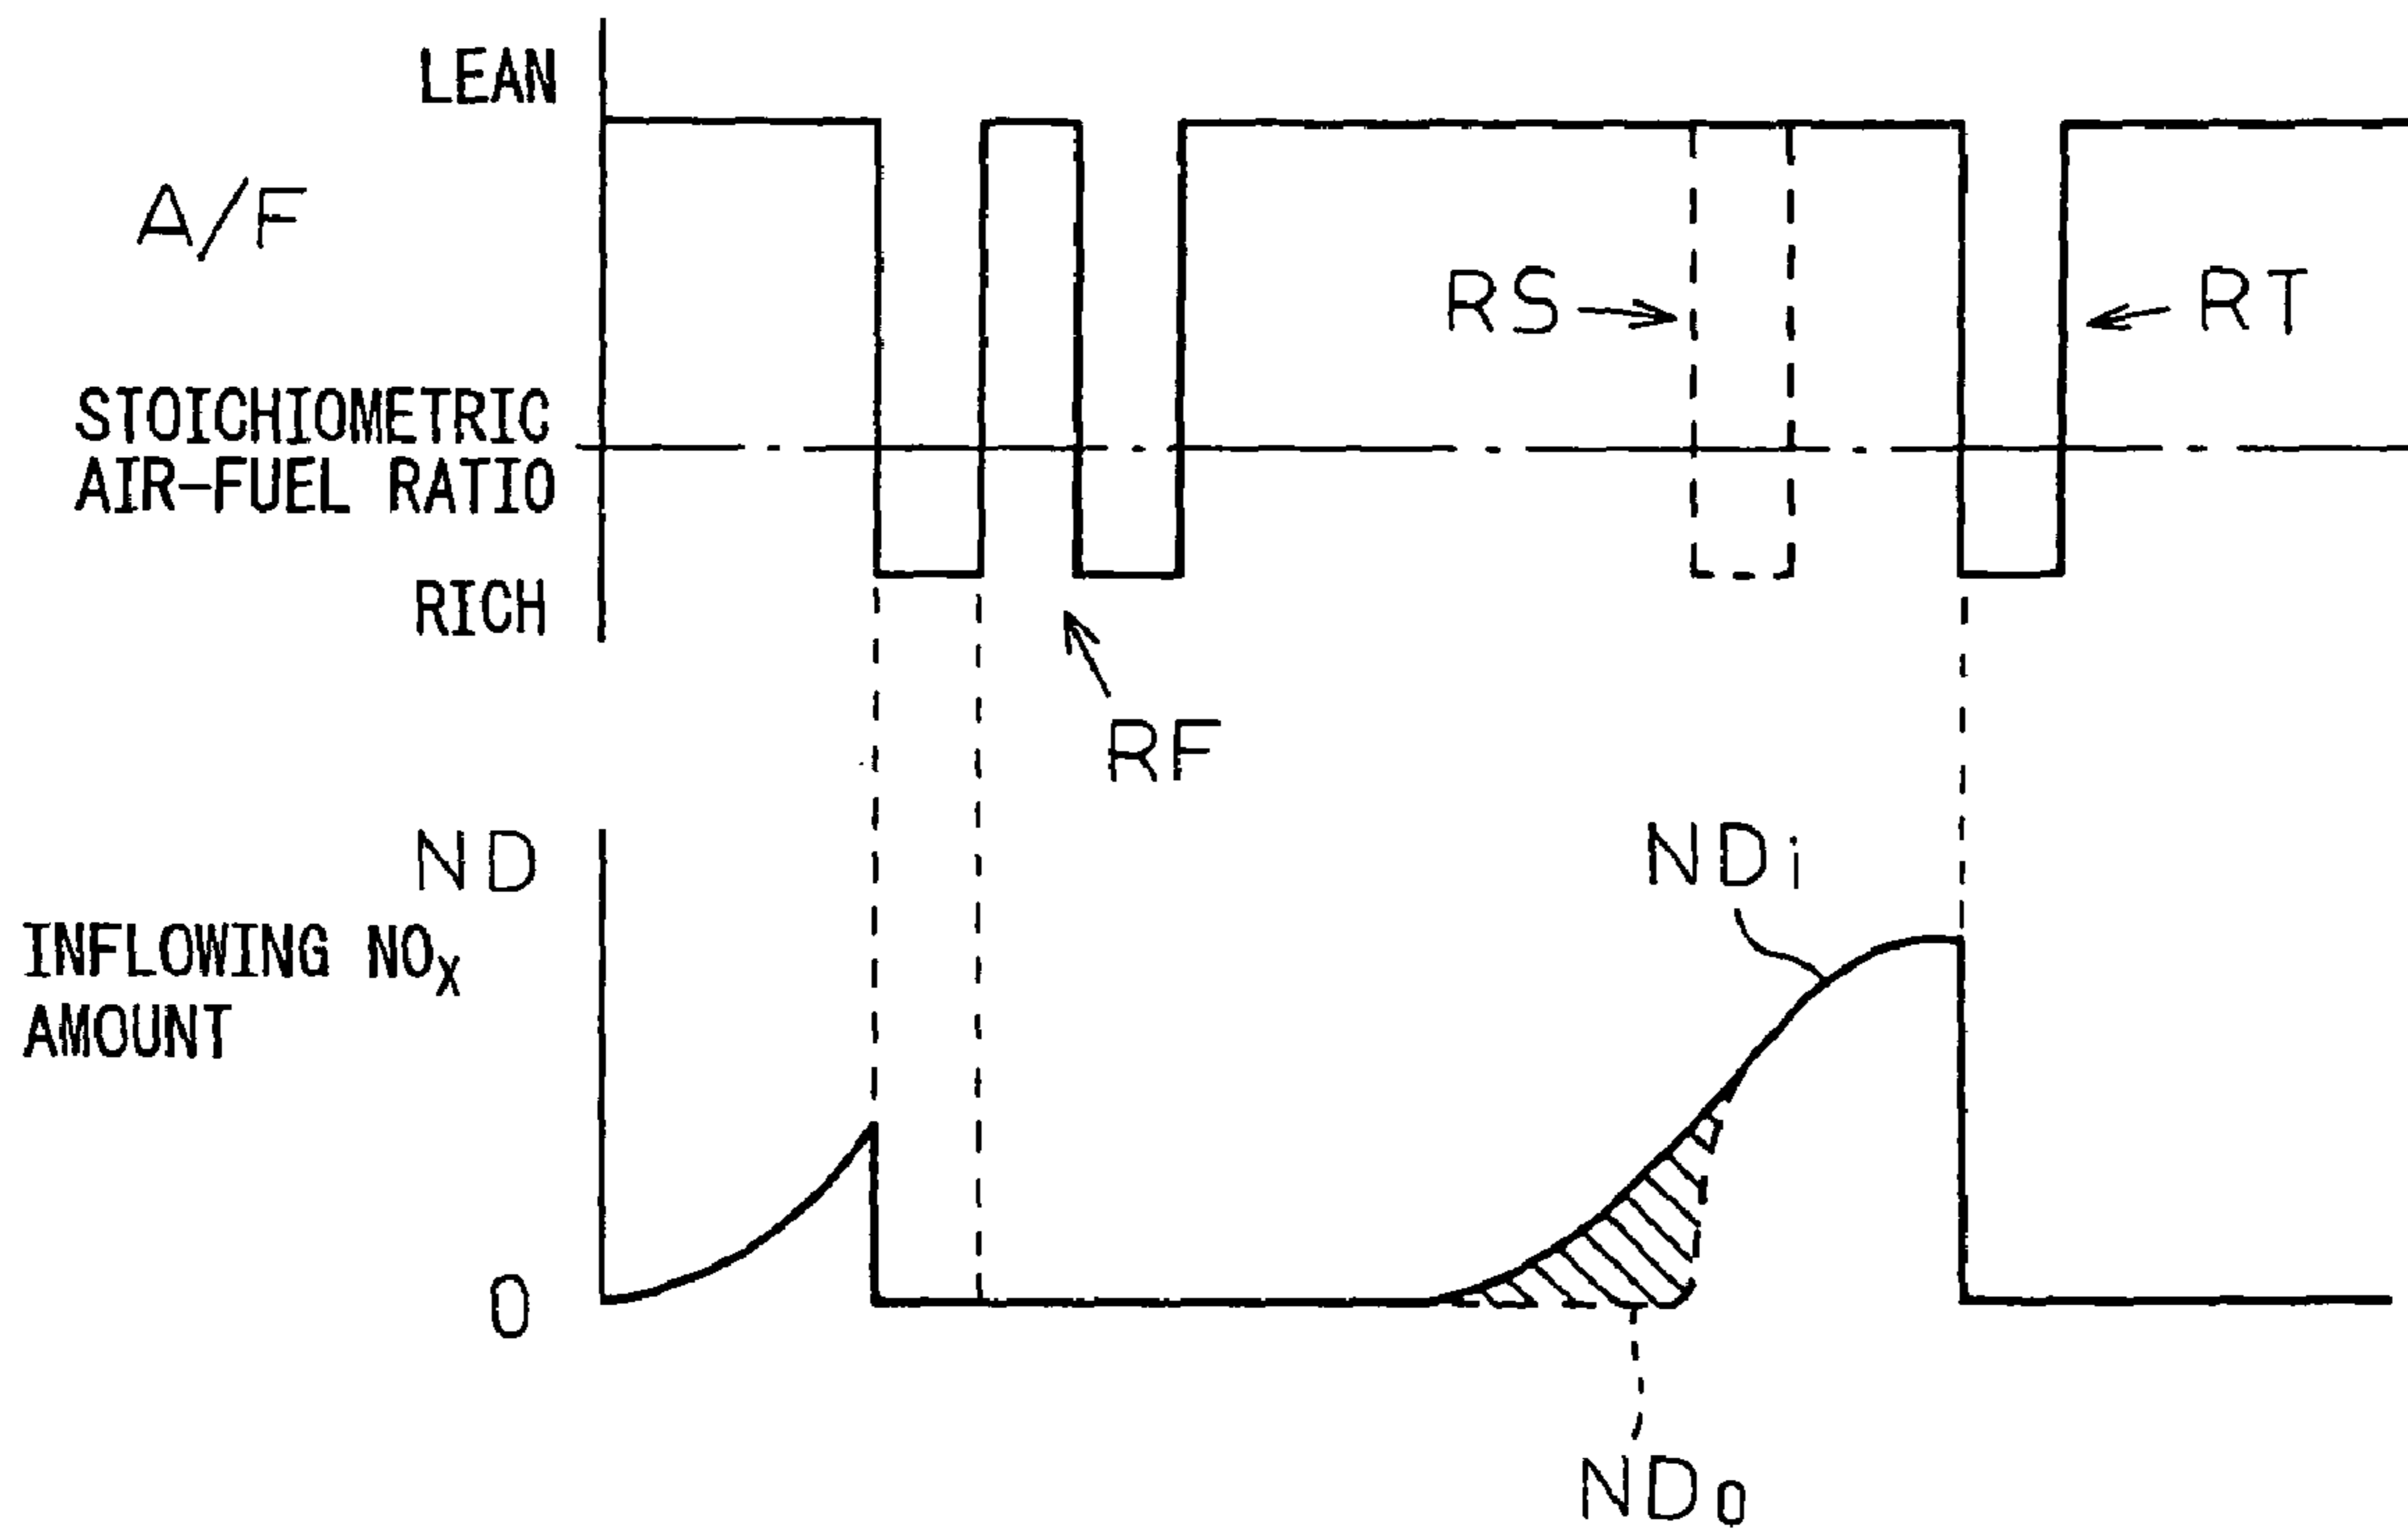 LEAN
A/F
RS
RT
STOICHIOMETRIC
AIR-FUEL RATIO
RICH
RF
ND
NDi
INFLOWING NOX
AMOUNT
0
NDo